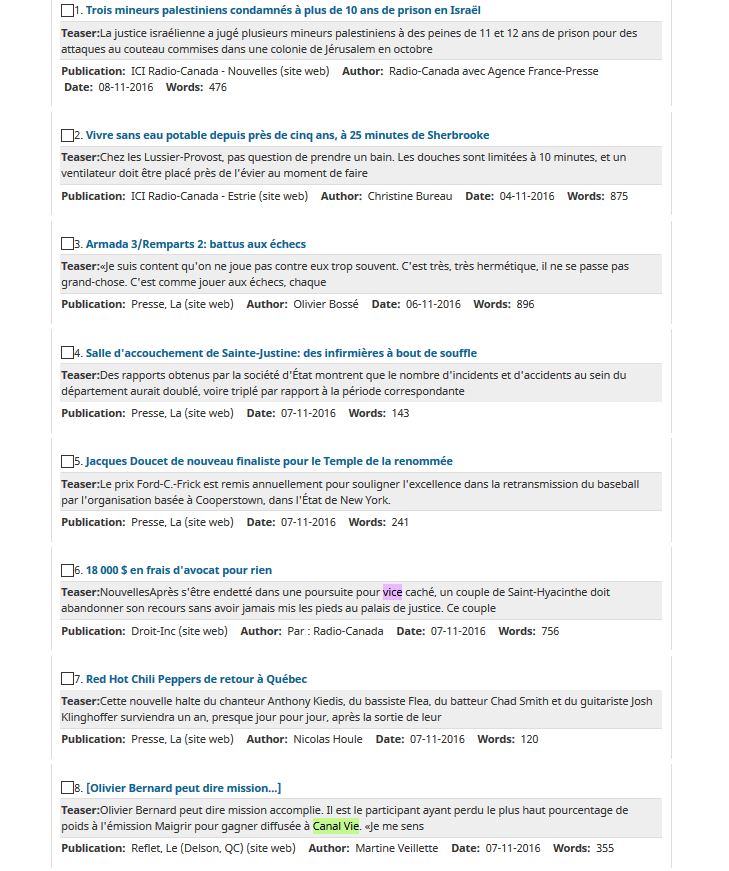 1. Trois mineurs palestiniens condamnés à plus de 10 ans de prison en Israël
Teaser:La justice israélienne a jugé plusieurs mineurs palestiniens à des peines de 11 et 12 ans de prison pour des
attaques au couteau commises dans une colonie de Jérusalem en octobre
Publication: ICI Radio-Canada - Nouvelles (site web) Author: Radio-Canada avec Agence France-Presse
Date: 08-11-2016 Words: 476
2. Vivre sans eau potable depuis près de cinq ans, à 25 minutes de Sherbrooke
Teaser:Chez les Lussier-Provost, pas question de prendre un bain. Les douches sont limitées à 10 minutes, et un
ventilateur doit être placé près de l'évier au moment de faire
Publication: ICI Radio-Canada - Estrie (site web) Author: Christine Bureau Date: 04-11-2016 Words: 875
3. Armada 3/Remparts 2: battus aux échecs
Teaser:«Je suis content qu'on ne joue pas contre eux trop souvent. C'est très, très hermétique, il ne se passe pas
grand-chose. C'est comme jouer aux échecs, chaque
Publication: Presse, La (site web) Author: Olivier Bossé Date: 06-11-2016 Words: 896
4. Salle d'accouchement de Sainte-Justine: des infirmières à bout de souffle
Teaser:Des rapports obtenus par la société d'État montrent que le nombre d'incidents et d'accidents au sein du
département aurait doublé, voire triplé par rapport à la période correspondante
Publication: Presse, La (site web) Date: 07-11-2016 Words: 143
5. Jacques Doucet de nouveau finaliste pour le Temple de la renommée
Teaser:Le prix Ford-C.-Frick est remis annuellement pour souligner l'excellence dans la retransmission du baseball
par l'organisation basée à Cooperstown, dans l'État de New York.
Publication: Presse, La (site web) Date: 07-11-2016 Words: 241
6. 18 000 $ en frais d'avocat pour rien
Teaser:NouvellesAprès s'être endetté dans une poursuite pour vice caché, un couple de Saint-Hyacinthe doit
abandonner son recours sans avoir jamais mis les pieds au palais de justice. Ce couple
Publication: Droit-Inc (site web) Author: Par : Radio-Canada Date: 07-11-2016 Words: 756
7. Red Hot Chili Peppers de retour à Québec
Teaser:Cette nouvelle halte du chanteur Anthony Kiedis, du bassiste Flea, du batteur Chad Smith et du guitariste Josh
Klinghoffer surviendra un an, presque jour pour jour, après la sortie de leur
Publication: Presse, La (site web) Author: Nicolas Houle Date: 07-11-2016 Words: 120
8. [Olivier Bernard peut dire mission...]
Teaser:Olivier Bernard peut dire mission accomplie. Il est le participant ayant perdu le plus haut pourcentage de
poids à l'émission Maigrir pour gagner diffusée à Canal Vie. «Je me sens
Publication: Reflet, Le (Delson, QC) (site web) Author: Martine Veillette Date: 07-11-2016 Words: 355